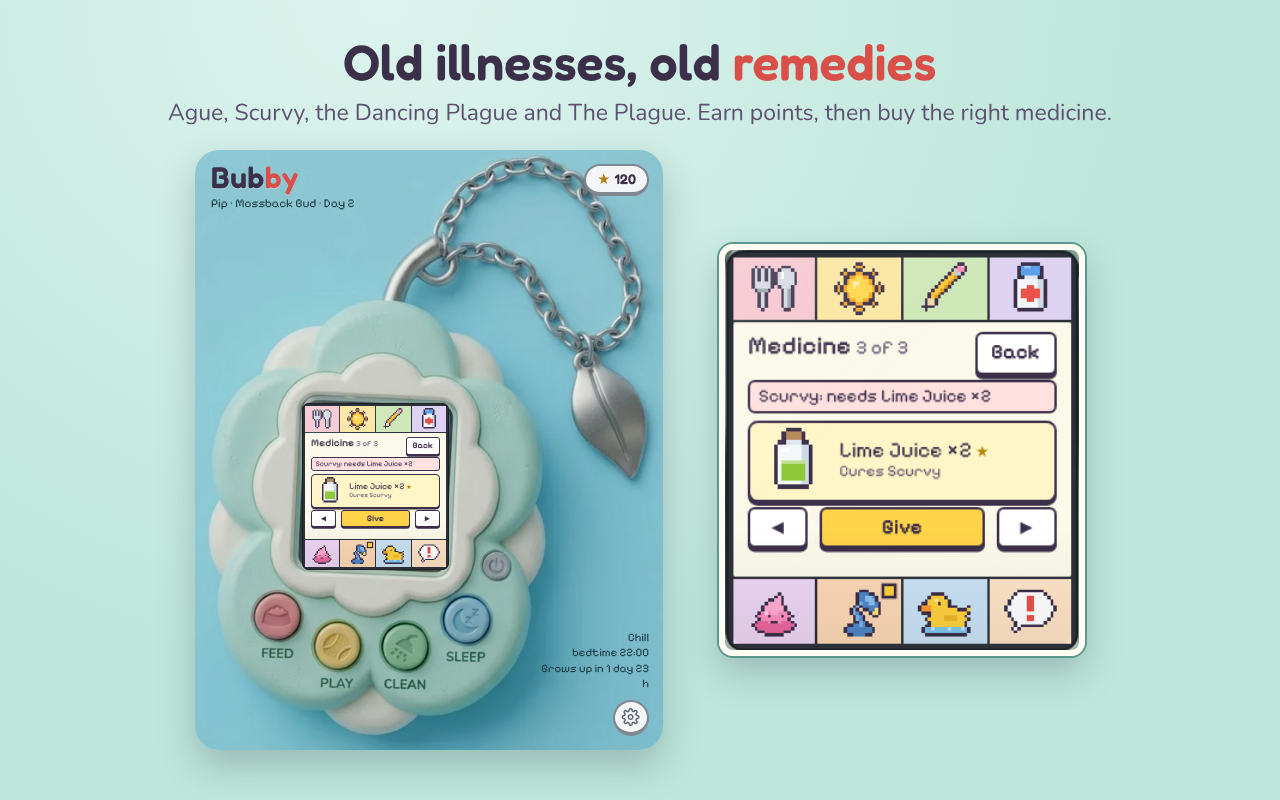 Old illnesses, old remedies
Ague, Scurvy, the Dancing Plague and The Plague. Earn points, then buy the right medicine.
Bubby
★ 120
Pip · Mossback Bud · Day 2
Medicine 3 of 3
Back
Scurvy: needs Lime Juice ×2
Lime Juice ×2 ★
Cures Scurvy
◄ Give ►
FEED
PLAY
CLEAN
SLEEP
Chill
bedtime 22:00
Grows up in 1 day 23
h
Medicine 3 of 3
Back
Scurvy: needs Lime Juice ×2
Lime Juice ×2 ★
Cures Scurvy
◄ Give ►